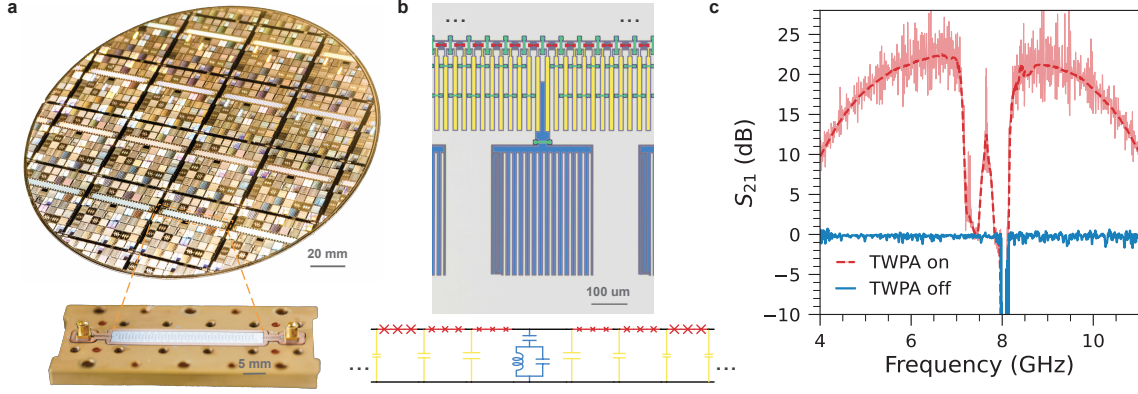 a
20 mm
5 mm
b
...
...
100 um
...
...
c
S21 (dB)
25
20
15
10
5
0
−5
−10
TWPA on
TWPA off
4
6
8
10
Frequency (GHz)